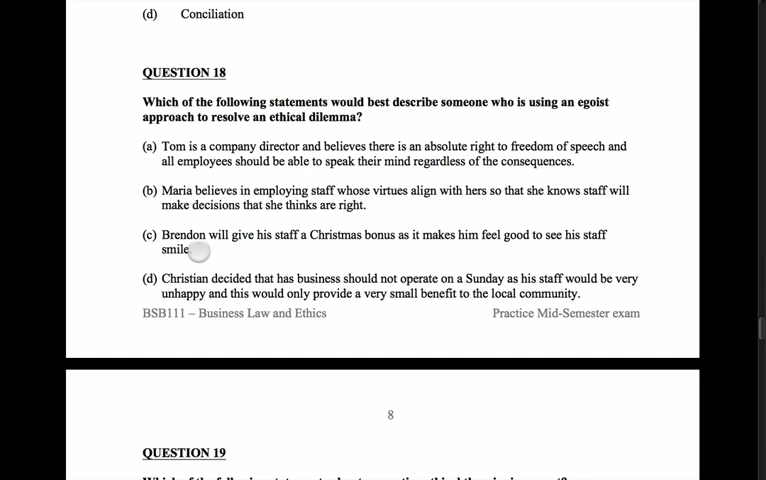 (d) Conciliation
QUESTION 18
Which of the following statements would best describe someone who is using an egoist
approach to resolve an ethical dilemma?
(a) Tom is a company director and believes there is an absolute right to freedom of speech and
all employees should be able to speak their mind regardless of the consequences.
(b) Maria believes in employing staff whose virtues align with hers so that she knows staff will
make decisions that she thinks are right.
(c) Brendon will give his staff a Christmas bonus as it makes him feel good to see his staff
smile
(d) Christian decided that has business should not operate on a Sunday as his staff would be very
unhappy and this would only provide a very small benefit to the local community.
BSB111 – Business Law and Ethics Practice Mid-Semester exam
8
QUESTION 19